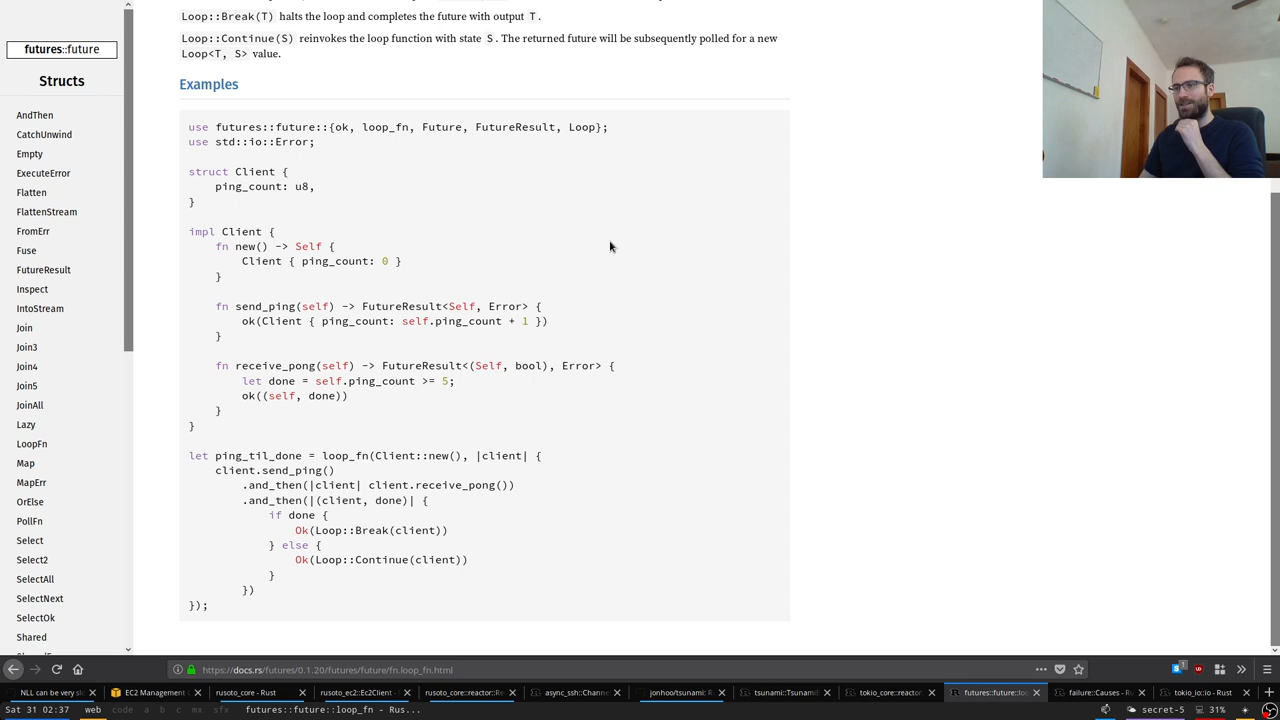 Loop::Break(T) halts the loop and completes the future with output T.
Loop::Continue(S) reinvokes the loop function with state S. The returned future will be subsequently polled for a new
Loop<T, S> value.
futures::future
Structs
AndThen
CatchUnwind
Empty
ExecuteError
Flatten
FlattenStream
FromErr
Fuse
FutureResult
Inspect
IntoStream
Join
Join3
Join4
Join5
JoinAll
Lazy
LoopFn
Map
MapErr
OrElse
PollFn
Select
Select2
SelectAll
SelectNext
SelectOk
Shared
Examples
use futures::future::{ok, loop_fn, Future, FutureResult, Loop};
use std::io::Error;
struct Client {
ping_count: u8,
}
impl Client {
fn new() -> Self {
Client { ping_count: 0 }
}
fn send_ping(self) -> FutureResult<Self, Error> {
ok(Client { ping_count: self.ping_count + 1 })
}
fn receive_pong(self) -> FutureResult<(Self, bool), Error> {
let done = self.ping_count >= 5;
ok((self, done))
}
}
let ping_til_done = loop_fn(Client::new(), |client| {
client.send_ping()
.and_then(|client| client.receive_pong())
.and_then(|(client, done)| {
if done {
Ok(Loop::Break(client))
} else {
Ok(Loop::Continue(client))
}
})
});
https://docs.rs/futures/0.1.20/futures/future/fn.loop_fn.html
NLL can be very slo
EC2 Management
rusoto_core - Rust
rusoto_ec2::Ec2Client -
rusoto_core::reactor::Re
async_ssh::Channe
jonhoo/tsunami: R
tsunami::Tsunami
tokio_core::reactor
futures::future::lo
failure::Causes - Ru
tokio_io::io - Rust
Sat 31 02:37 web code a b c mx sfx futures::future::loop_fn - Rus...
secret-5 31%